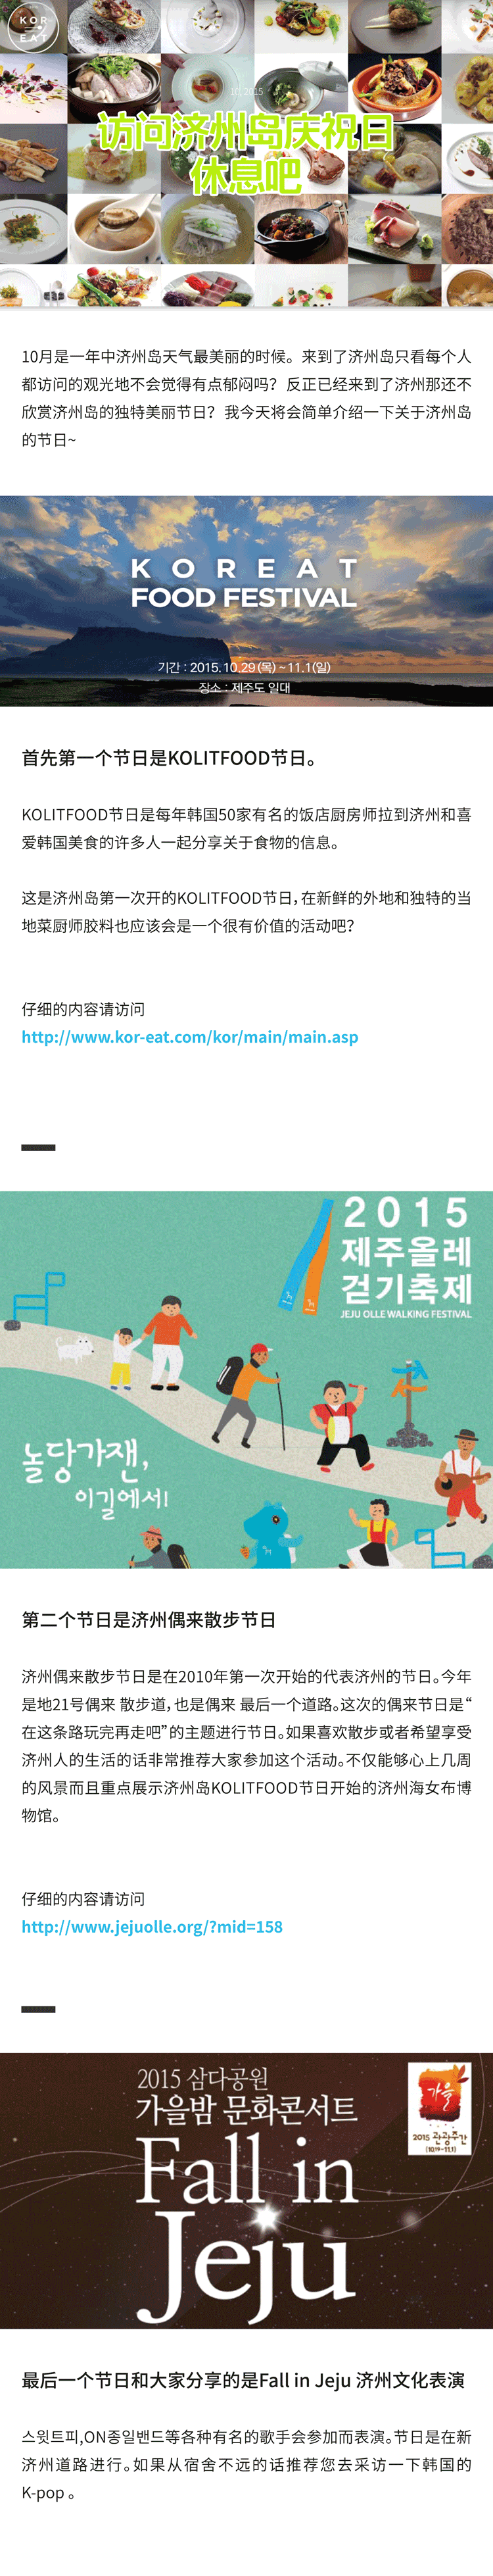 KOR
EAT
10, 2015
访问济州岛庆祝日
休息吧
10月是一年中济州岛天气最美丽的时候。来到了济州岛只看每个人
都访问的观光地不会觉得有点郁闷吗？反正已经来到了济州那还不
欣赏济州岛的独特美丽节日？我今天将会简单介绍一下关于济州岛
的节日~
KOREAT
FOOD FESTIVAL
기간 : 2015. 10.29 (목) ~ 11.1 (일)
장소 : 제주도 일대
首先第一个节日是KOLITFOOD节日。
KOLITFOOD节日是每年韩国50家有名的饭店厨房师拉到济州和喜
爱韩国美食的许多人一起分享关于食物的信息。
这是济州岛第一次开的KOLITFOOD节日，在新鲜的外地和独特的当
地菜厨师胶料也应该会是一个很有价值的活动吧？
仔细的内容请访问
http://www.kor-eat.com/kor/main/main.asp
2015
제주올레
걷기축제
JEJU OLLE WALKING FESTIVAL
놀당가잰,
이길에서!
第二个节日是济州偶来散步节日
济州偶来散步节日是在2010年第一次开始的代表济州的节日。今年
是地21号偶来 散步道，也是偶来 最后一个道路。这次的偶来节日是“
在这条路玩完再走吧”的主题进行节日。如果喜欢散步或者希望享受
济州人的生活的话非常推荐大家参加这个活动。不仅能够心上几周
的风景而且重点展示济州岛KOLITFOOD节日开始的济州海女布博
物馆。
仔细的内容请访问
http://www.jejuolle.org/?mid=158
2015 삼다공원
가을밤 문화콘서트
Fall in
Jeju
가을
2015 관광주간
(10.19~11.1)
最后一个节日和大家分享的是Fall in Jeju 济州文化表演
스윗트피,ON종일밴드等各种有名的歌手会参加而表演。节日是在新
济州道路进行。如果从宿舍不远的话推荐您去采访一下韩国的
K-pop 。